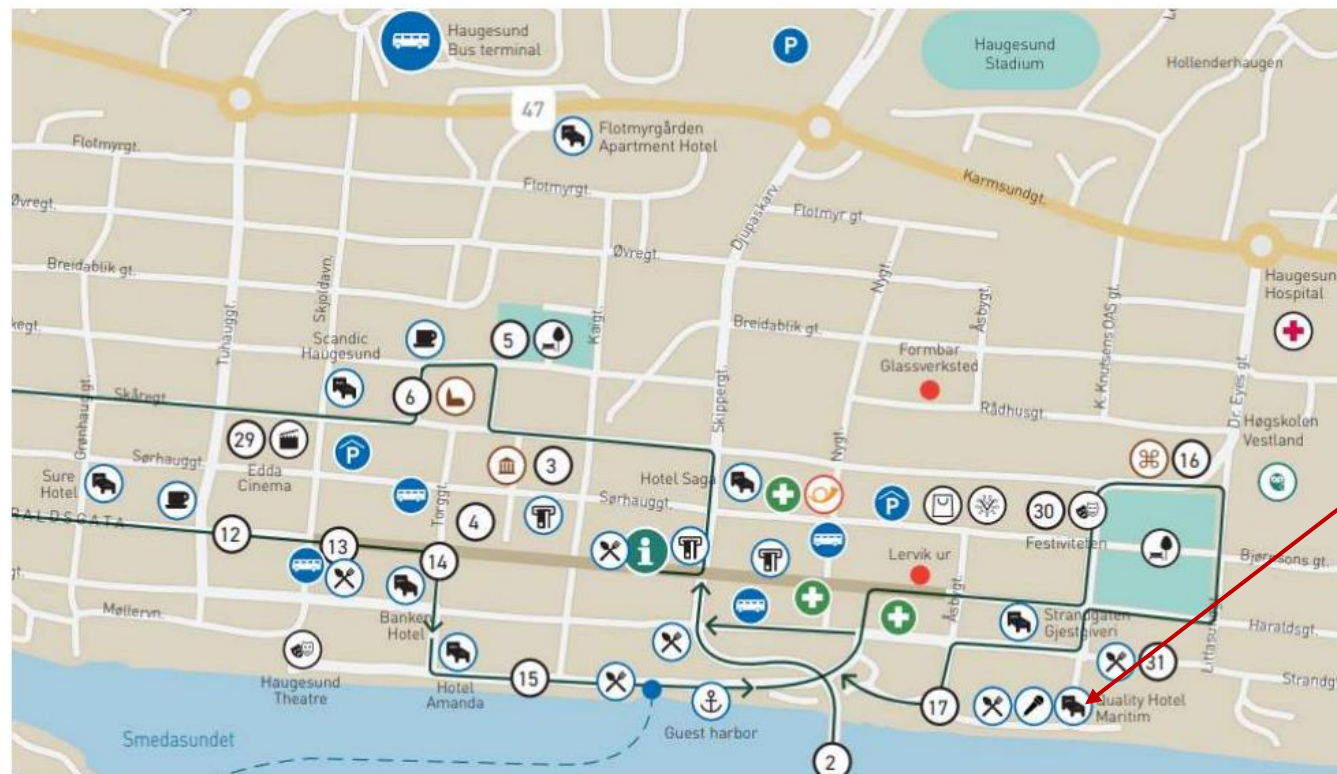 Haugesund
Bus terminal
P
Haugesund
Stadium
Hollenderhaugen
47
Flotmyrgården
Apartment Hotel
Flotmyrgt.
Karmsundgt.
Flotmyrgt.
Djupaskarv.
Flotmyr gt.
Øvregt.
Øvregt.
Nygt.
Breidablik gt.
Haugesund
Hospital
Skjoldavn.
Tuhauggt.
Kaigt.
Breidablik gt.
Åsbygt.
K. Knutsens OAS gt.
Scandic
Haugesund
5
Formbar
Glassverksted
Skåregt.
6
Skippergt.
Rådhusgt.
Dr. Eyes gt.
Grønhauggt.
29
Nygt.
Høgskolen
Vestland
Sørhauggt.
P
3
16
Sure
Hotel
Edda
Cinema
Hotel Saga
Torggt.
Sørhauggt.
P
30
Festiviteten
RALDSGATA
12
13
4
14
i
Lervik ur
Bjørnsons gt.
Møllervn.
Banken
Hotel
Åsbygt.
Strandgaten
Gjestgiveri
Haraldsgt.
Haugesund
Theatre
Hotel
Amanda
15
31
Strandgt.
17
Quality Hotel
Maritim
Guest harbor
Smedasundet
2